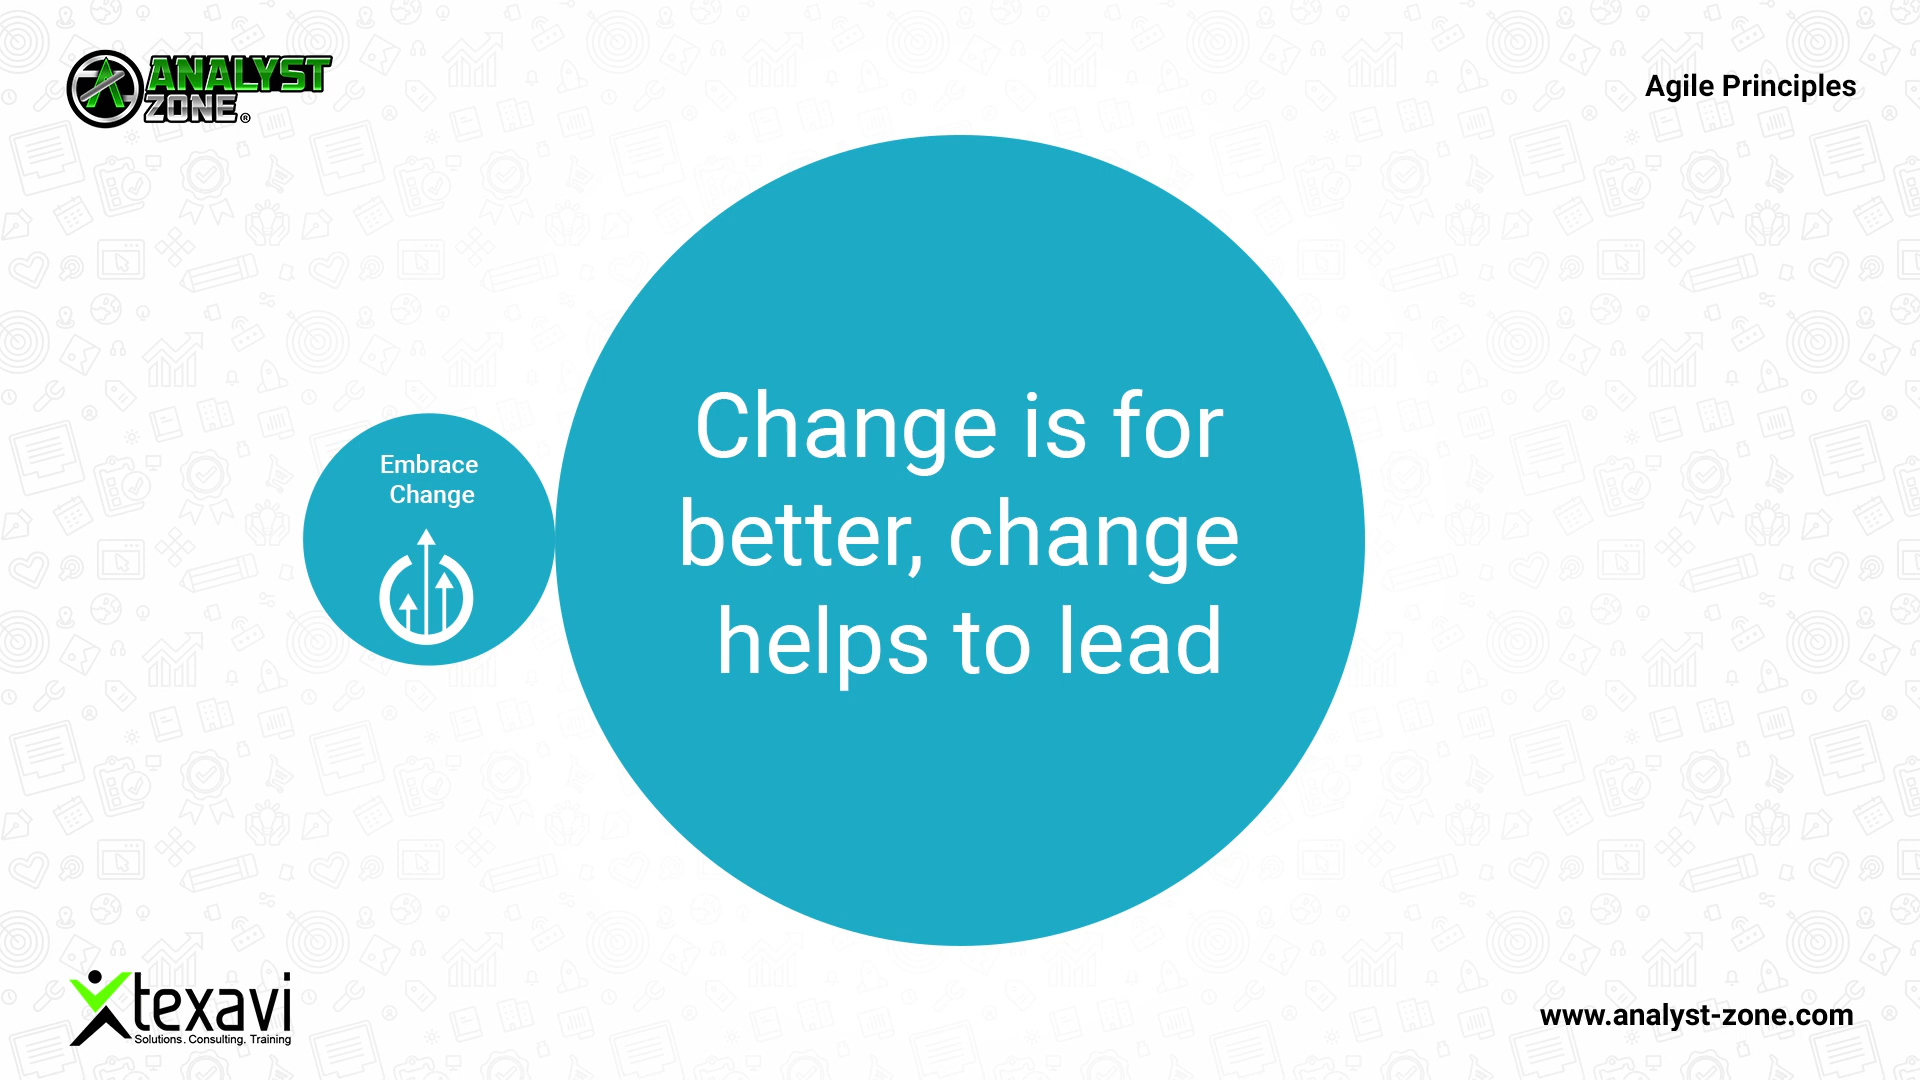 ANALYST
ZONE®
Agile Principles
Embrace
Change
Change is for
better, change
helps to lead
texavi
Solutions. Consulting. Training
www.analyst-zone.com